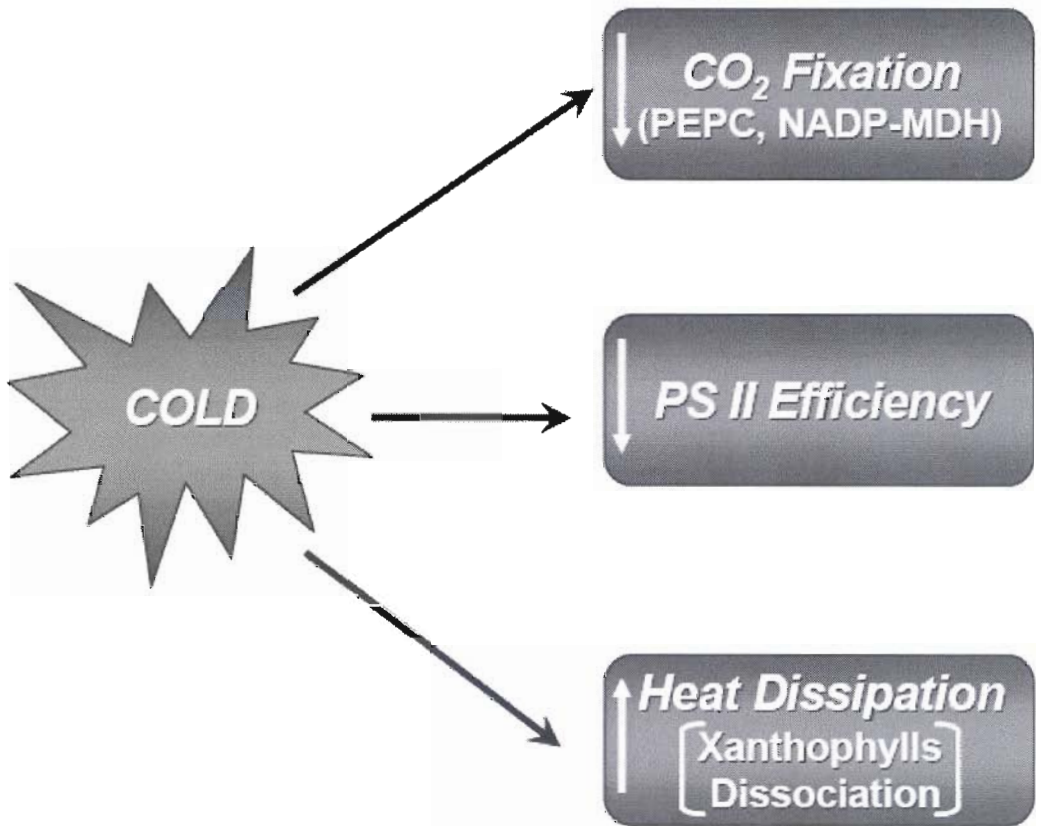 CO₂ Fixation
(PEPC, NADP-MDH)
COLD
PS II Efficiency
Heat Dissipation
[Xanthophylls
Dissociation]